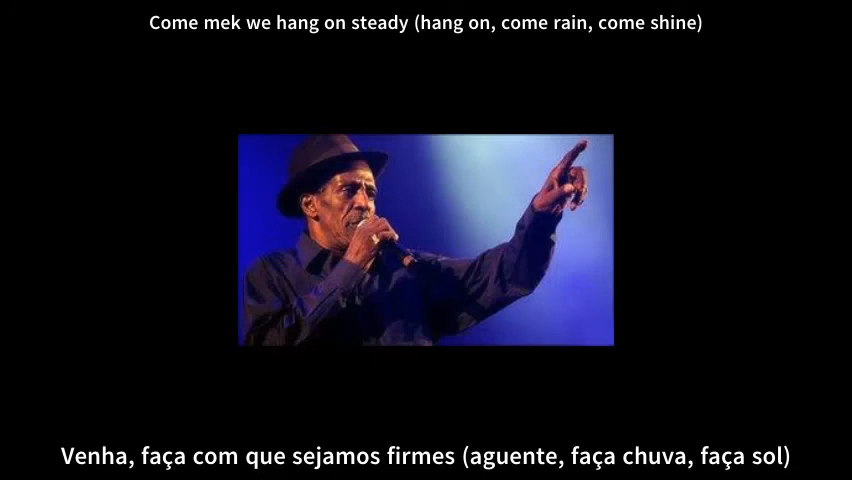 Come mek we hang on steady (hang on, come rain, come shine)
Venha, faça com que sejamos firmes (aguente, faça chuva, faça sol)